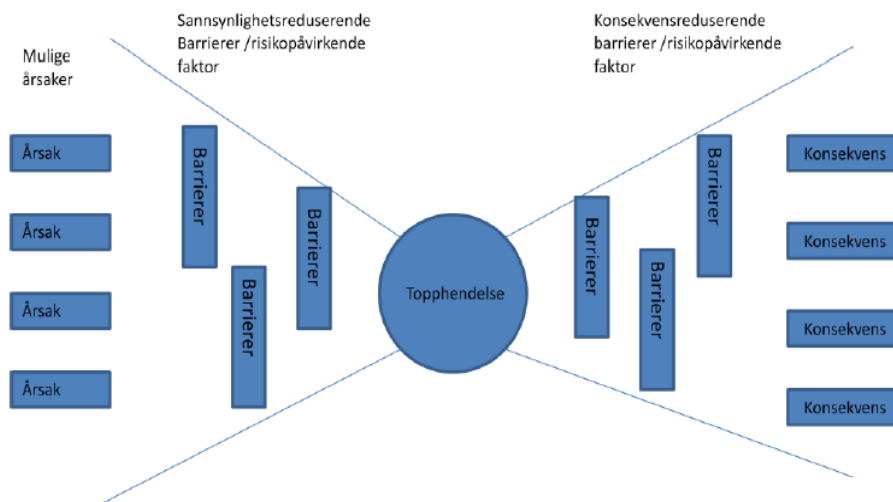 Mulige
årsaker
Sannsynlighetsreduserende
Barrierer /risikopåvirkende
faktor
Konsekvensreduserende
barrierer /risikopåvirkende
faktor
Årsak
Årsak
Årsak
Årsak
Barrierer
Barrierer
Barrierer
Topphendelse
Barrierer
Barrierer
Barrierer
Konsekvens
Konsekvens
Konsekvens
Konsekvens